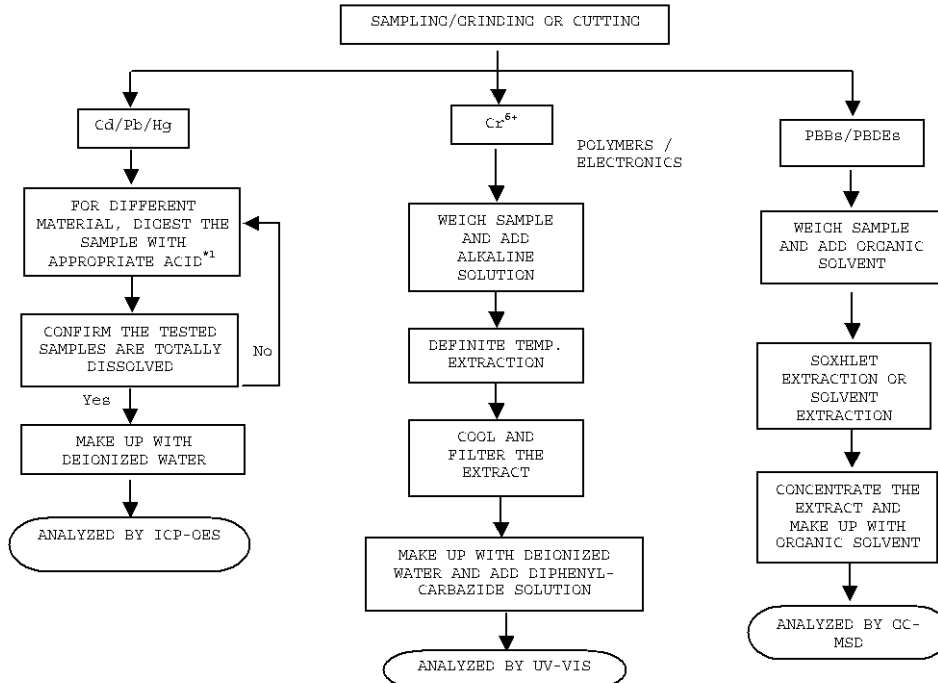 SAMPLING/GRINDING OR CUTTING
Cd/Pb/Hg
FOR DIFFERENT
MATERIAL, DIGEST THE
SAMPLE WITH
APPROPRIATE ACID*1
CONFIRM THE TESTED
SAMPLES ARE TOTALLY
DISSOLVED
No
Yes
MAKE UP WITH
DEIONIZED WATER
ANALYZED BY ICP-OES
Cr6+
POLYMERS /
ELECTRONICS
WEIGH SAMPLE
AND ADD
ALKALINE
SOLUTION
DEFINITE TEMP.
EXTRACTION
COOL AND
FILTER THE
EXTRACT
MAKE UP WITH DEIONIZED
WATER AND ADD DIPHENYL-
CARBAZIDE SOLUTION
ANALYZED BY UV-VIS
PBBs/PBDEs
WEIGH SAMPLE
AND ADD ORGANIC
SOLVENT
SOXHLET
EXTRACTION OR
SOLVENT
EXTRACTION
CONCENTRATE THE
EXTRACT AND
MAKE UP WITH
ORGANIC SOLVENT
ANALYZED BY GC-
MSD